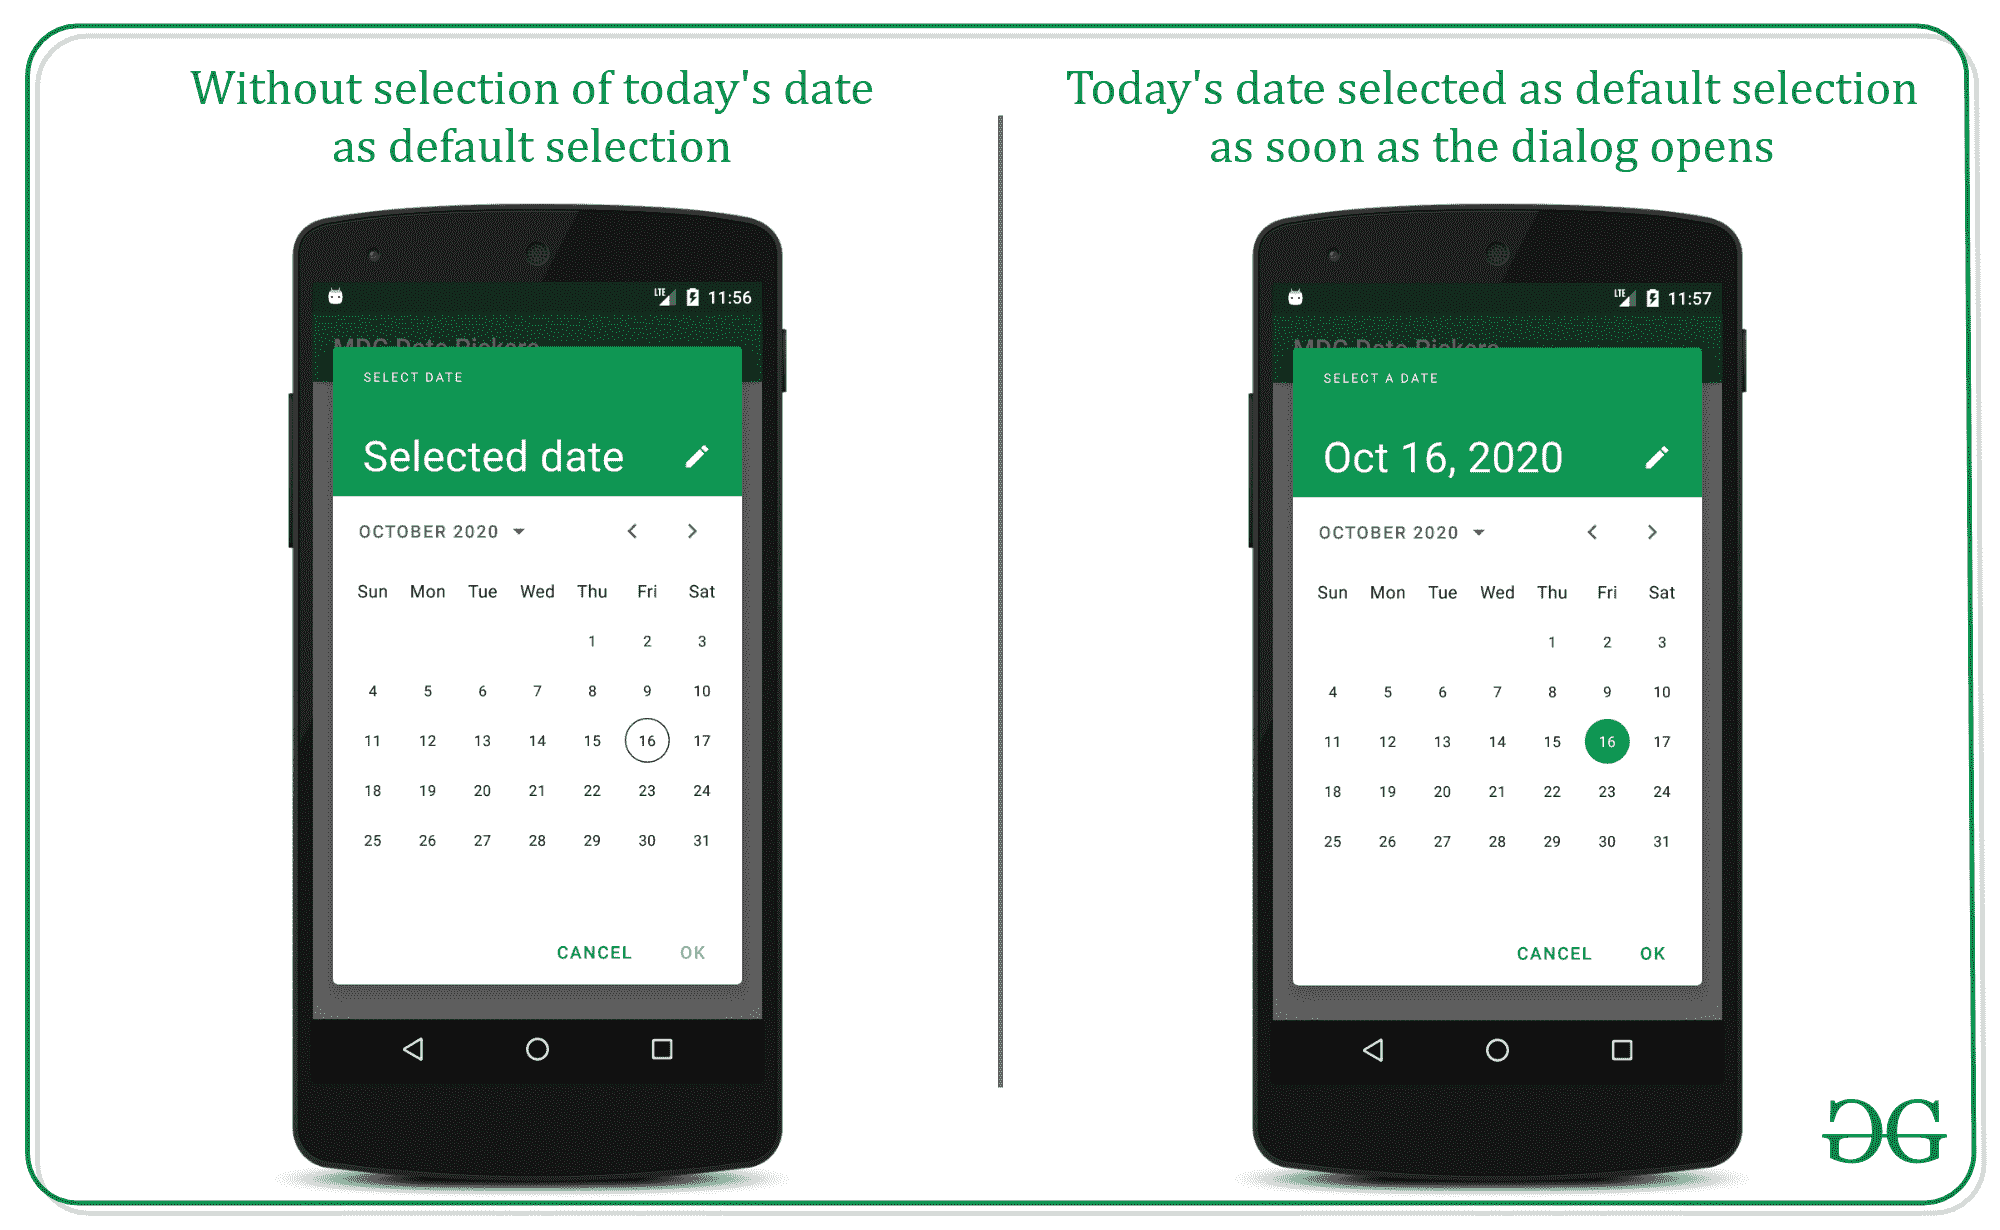 Without selection of today's date
as default selection
11:56
SELECT DATE
Selected date
OCTOBER 2020
Sun Mon Tue Wed Thu Fri Sat
1 2 3
4 5 6 7 8 9 10
11 12 13 14 15 16 17
18 19 20 21 22 23 24
25 26 27 28 29 30 31
CANCEL OK
Today's date selected as default selection
as soon as the dialog opens
LTE 11:57
SELECT A DATE
Oct 16, 2020
OCTOBER 2020
Sun Mon Tue Wed Thu Fri Sat
1 2 3
4 5 6 7 8 9 10
11 12 13 14 15 16 17
18 19 20 21 22 23 24
25 26 27 28 29 30 31
CANCEL OK